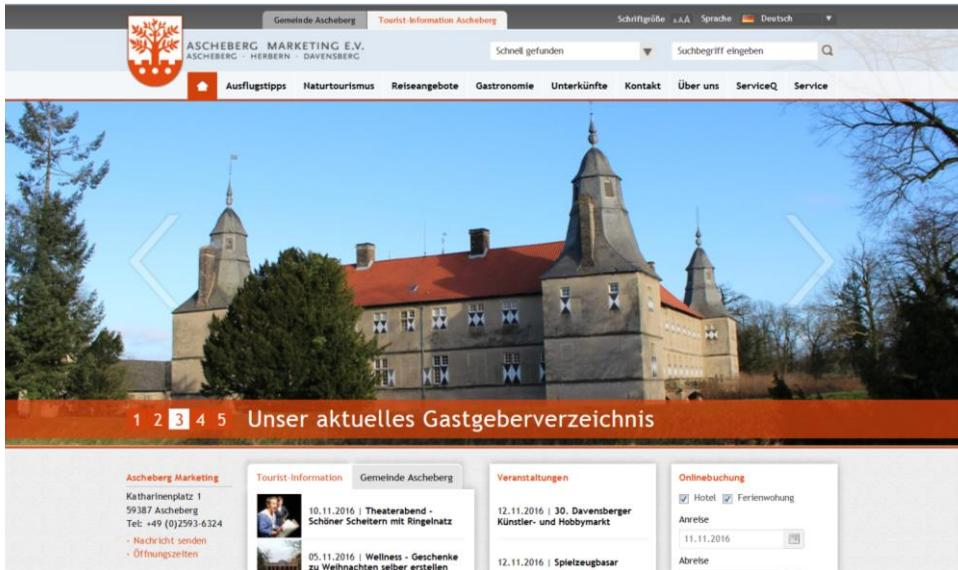 Gemeinde Ascheberg
Tourist-Information Ascheberg
Schriftgröße A A A Sprache Deutsch
ASCHEBERG MARKETING E.V.
ASCHEBERG · HERBERN · DAVENSBERG
Schnell gefunden
Suchbegriff eingeben
Ausflugstipps Naturtourismus Reiseangebote Gastronomie Unterkünfte Kontakt Über uns ServiceQ Service
1 2 3 4 5 Unser aktuelles Gastgeberverzeichnis
Ascheberg Marketing
Katharinenplatz 1
59387 Ascheberg
Tel: +49 (0)2593-6324
Nachricht senden
Öffnungszeiten
Tourist-Information Gemeinde Ascheberg
10.11.2016 | Theaterabend -
Schöner Scheitern mit Ringelnatz
05.11.2016 | Wellness - Geschenke
zu Weihnachten selber erstellen
Veranstaltungen
12.11.2016 | 30. Davensberger
Künstler- und Hobbymarkt
12.11.2016 | Spielzeugbasar
Onlinebuchung
Hotel Ferienwohung
Anreise
11.11.2016
Abreise